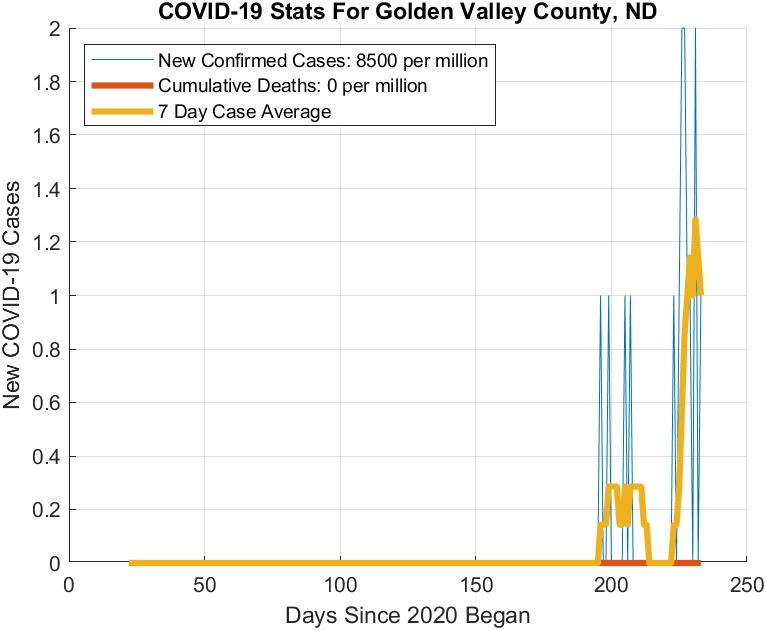 COVID-19 Stats For Golden Valley County, ND
New Confirmed Cases: 8500 per million
Cumulative Deaths: 0 per million
7 Day Case Average
New COVID-19 Cases
2
1.8
1.6
1.4
1.2
1
0.8
0.6
0.4
0.2
0
0 50 100 150 200 250
Days Since 2020 Began